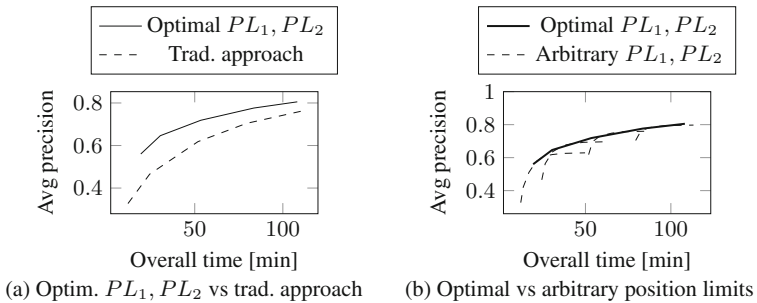 Optimal PL₁, PL₂
Trad. approach
Avg precision
0.8
0.6
0.4
50
100
Overall time [min]
(a) Optim. PL₁, PL₂ vs trad. approach
Optimal PL₁, PL₂
Arbitrary PL₁, PL₂
Avg precision
1
0.8
0.6
0.4
50
100
Overall time [min]
(b) Optimal vs arbitrary position limits